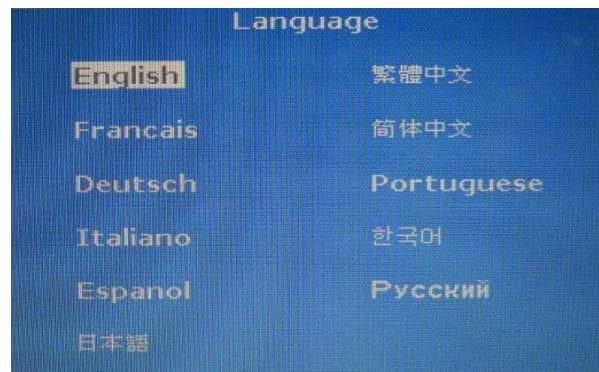 Language
English
繁體中文
Francais
简体中文
Deutsch
Portuguese
Italiano
한국어
Espanol
Русский
日本語